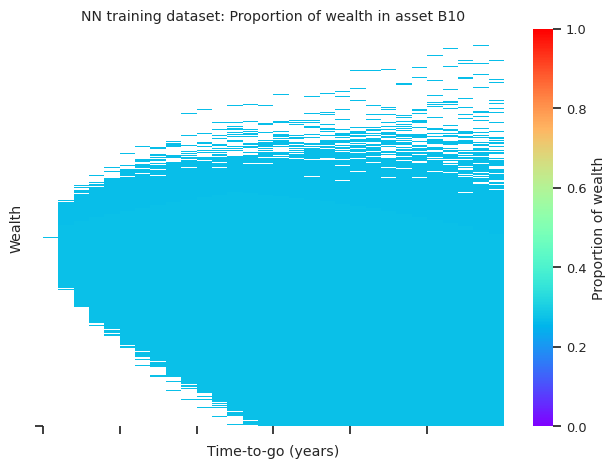 NN training dataset: Proportion of wealth in asset B10
Wealth
Time-to-go (years)
1.0
0.8
0.6
0.4
0.2
0.0
Proportion of wealth